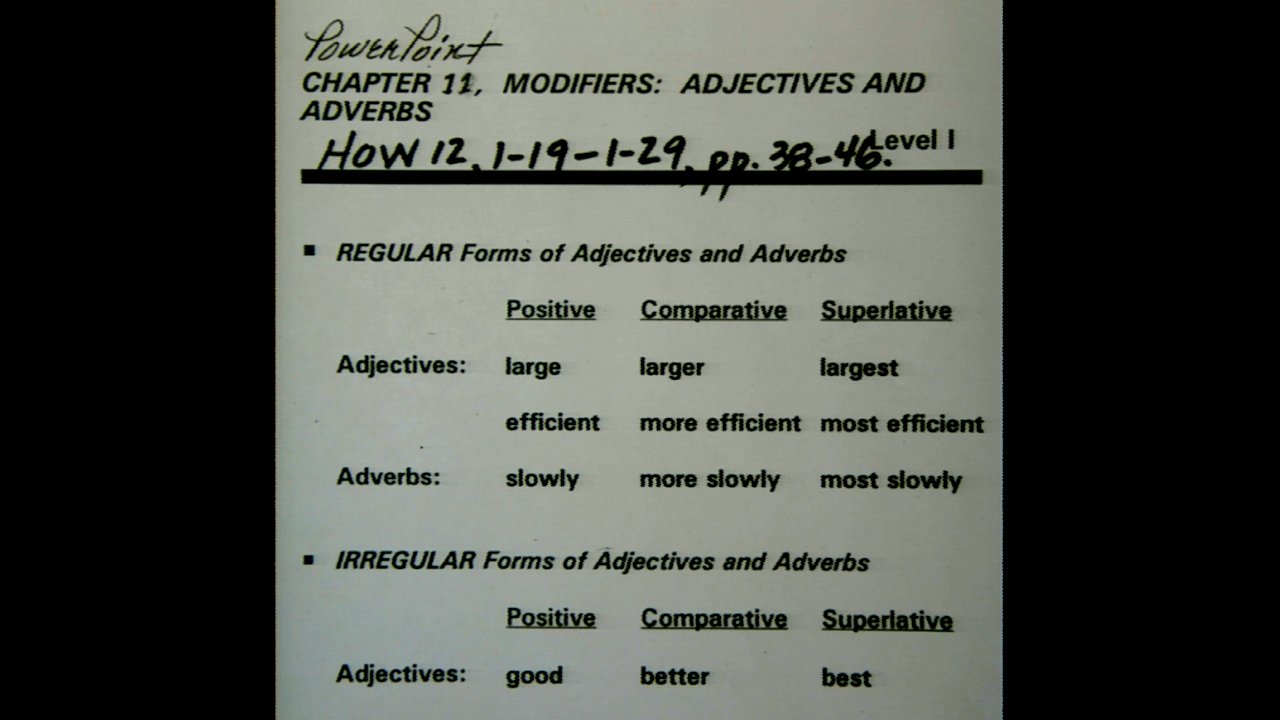 PowerPoint
CHAPTER 11, MODIFIERS: ADJECTIVES AND
ADVERBS
Level I
HOW 12, 1-19-1-29, pp. 38-46.
■ REGULAR Forms of Adjectives and Adverbs
Positive Comparative Superlative
Adjectives: large larger largest
efficient more efficient most efficient
Adverbs: slowly more slowly most slowly
■ IRREGULAR Forms of Adjectives and Adverbs
Positive Comparative Superlative
Adjectives: good better best